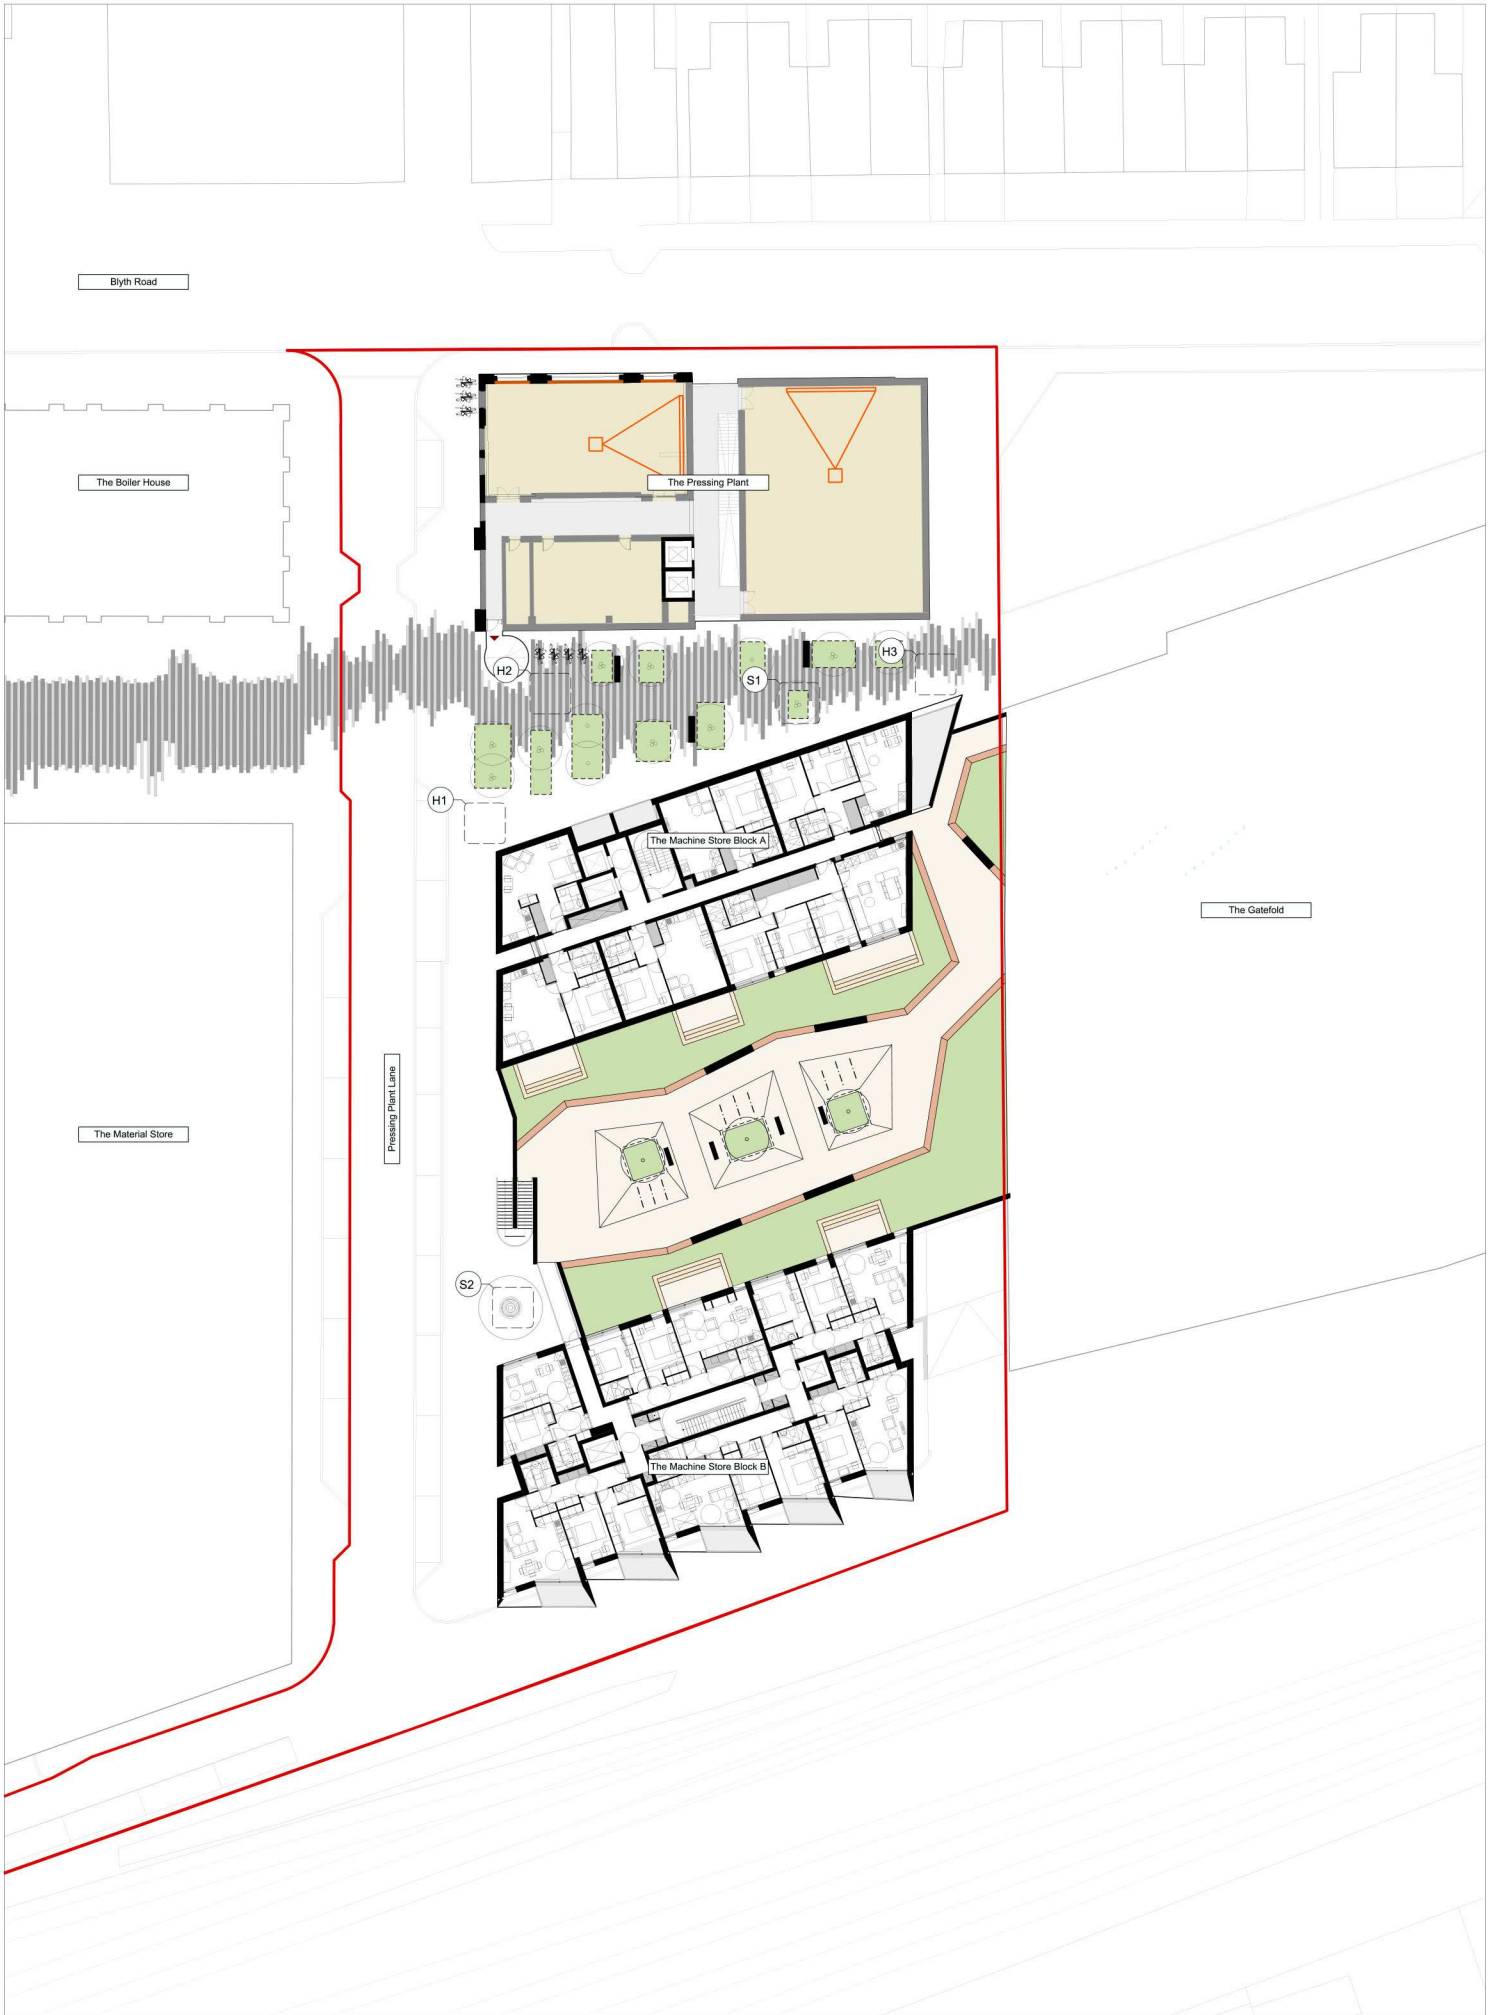 Blyth Road
The Boiler House
The Pressing Plant
H2
H3
S1
H1
The Machine Store Block A
The Gatefold
Pressing Plant Lane
The Material Store
S2
The Machine Store Block B